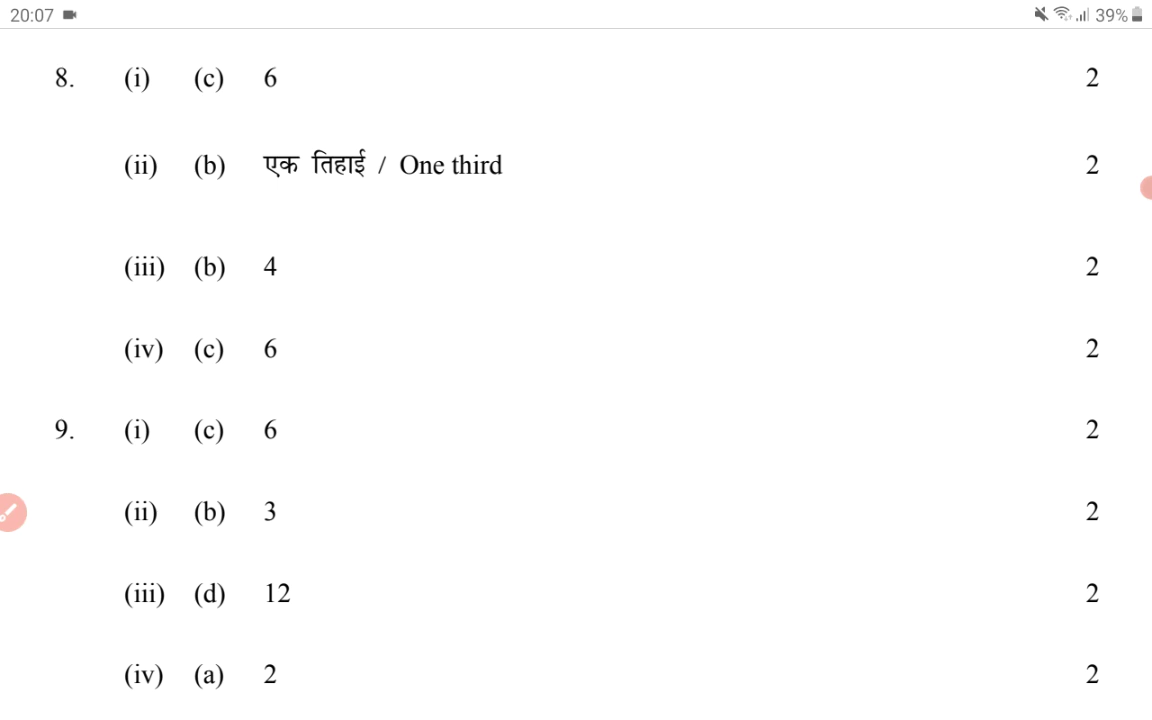 20:07 39%
8. (i) (c) 6 2
(ii) (b) एक तिहाई / One third 2
(iii) (b) 4 2
(iv) (c) 6 2
9. (i) (c) 6 2
(ii) (b) 3 2
(iii) (d) 12 2
(iv) (a) 2 2